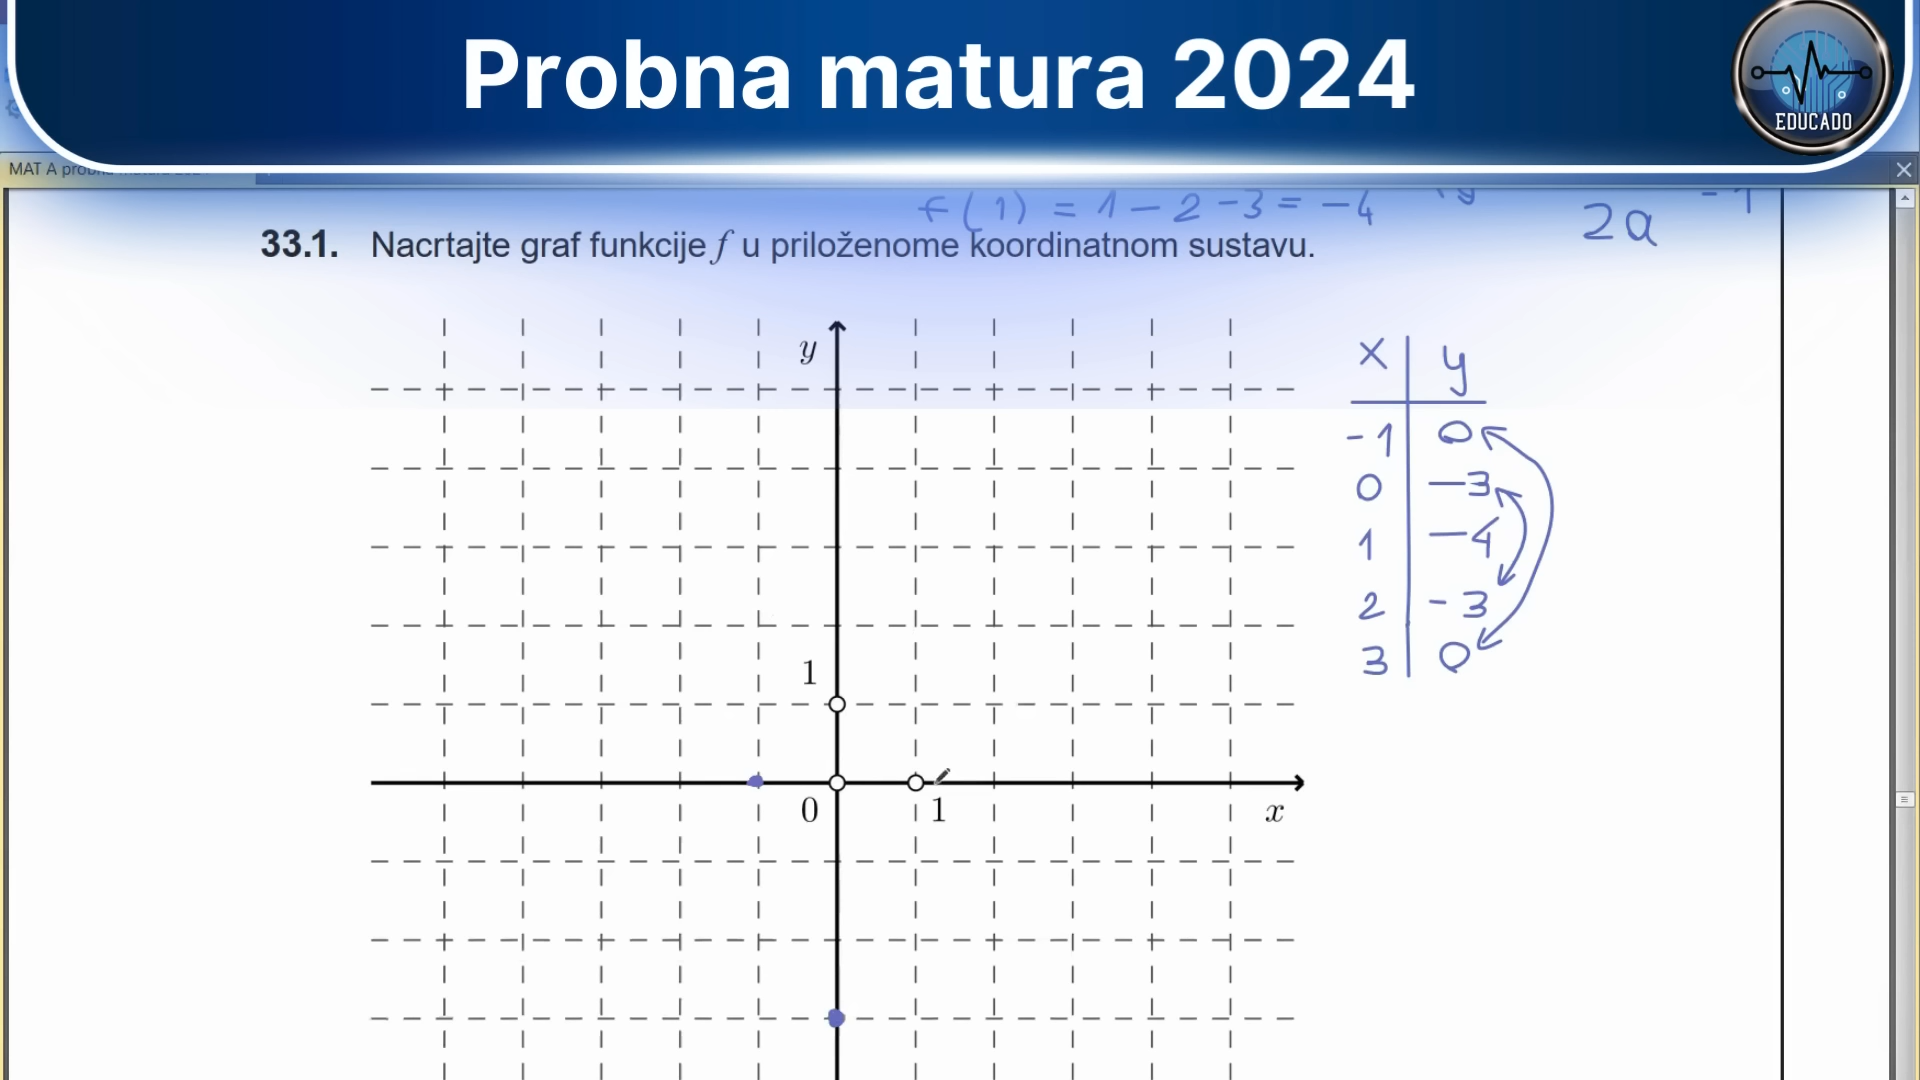 Probna matura 2024
EDUCADO
MAT A
f(1) = 1 - 2 - 3 = -4
2a
-1
33.1. Nacrtajte graf funkcije f u priloženome koordinatnom sustavu.
y
x y
-1 0
0 -3
1 -4
2 -3
3 0
1
0 1 x